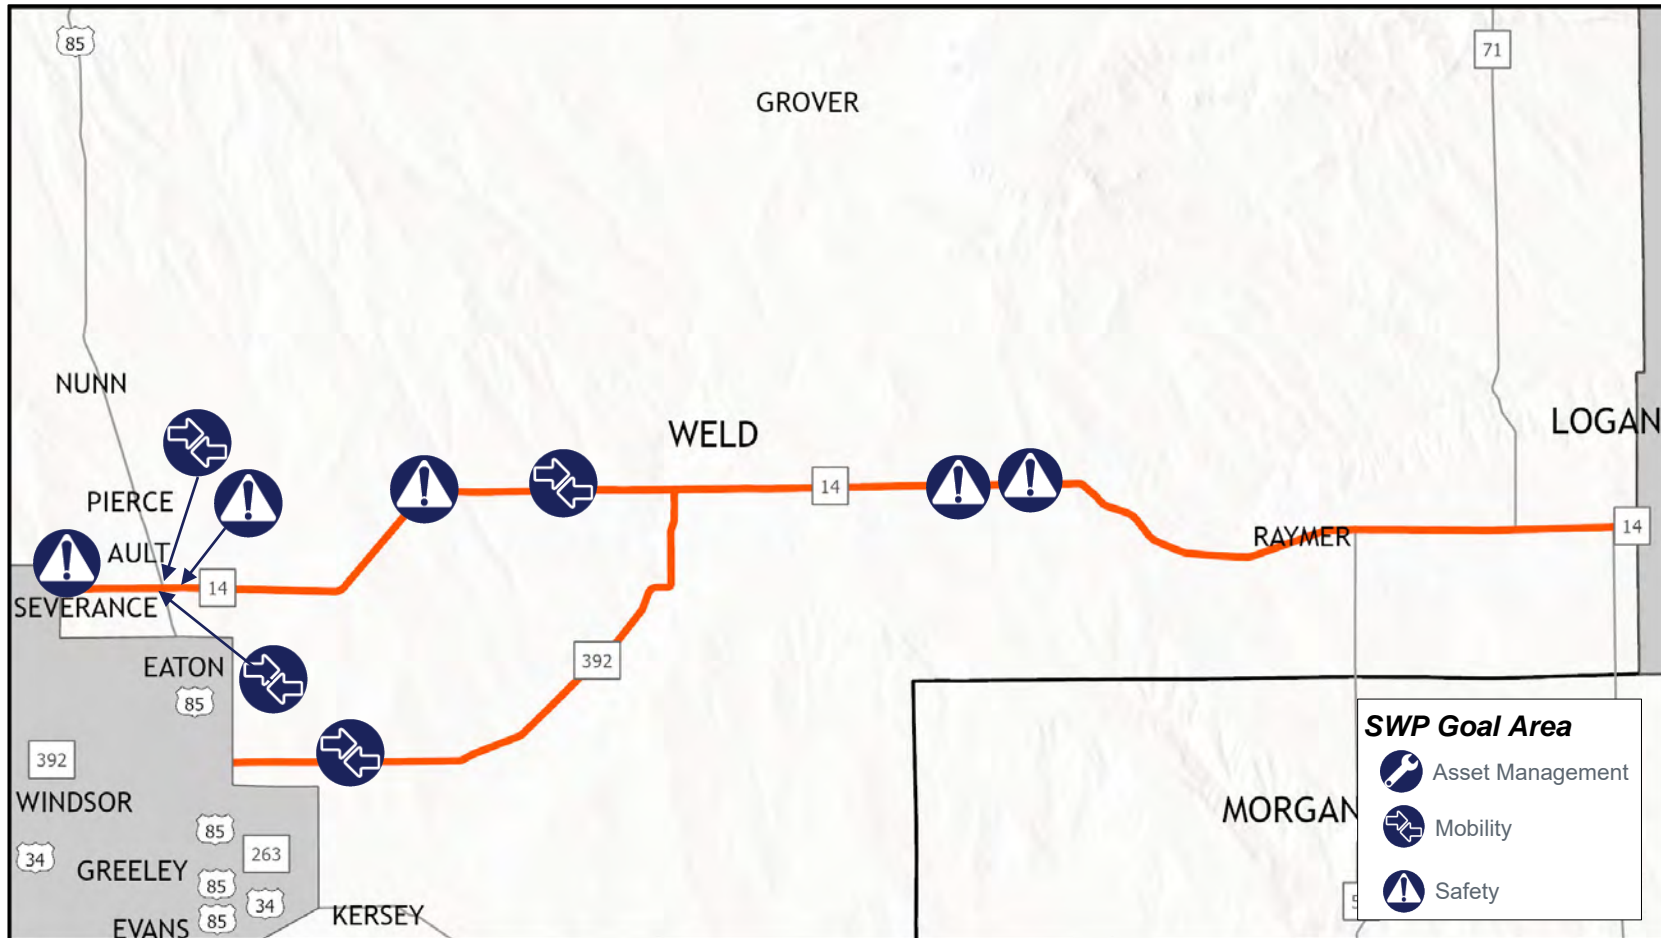 85
71
GROVER
NUNN
WELD
LOGAN
PIERCE
14
AULT
RAYMER
14
14
SEVERANCE
EATON
392
85
SWP Goal Area
392
Asset Management
WINDSOR
MORGAN
85
Mobility
34
263
GREELEY
85
Safety
34
KERSEY
85
EVANS